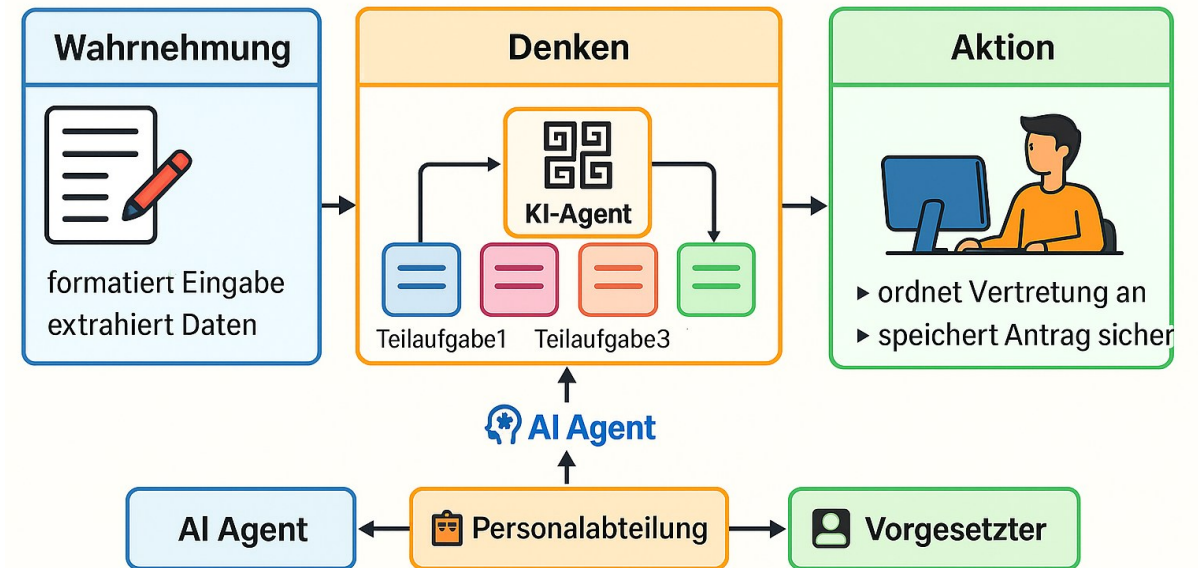 Wahrnehmung
formatiert Eingabe
extrahiert Daten
Denken
KI-Agent
Teilaufgabe1
Teilaufgabe3
Aktion
▸ ordnet Vertretung an
▸ speichert Antrag sicher
AI Agent
AI Agent
Personalabteilung
Vorgesetzter